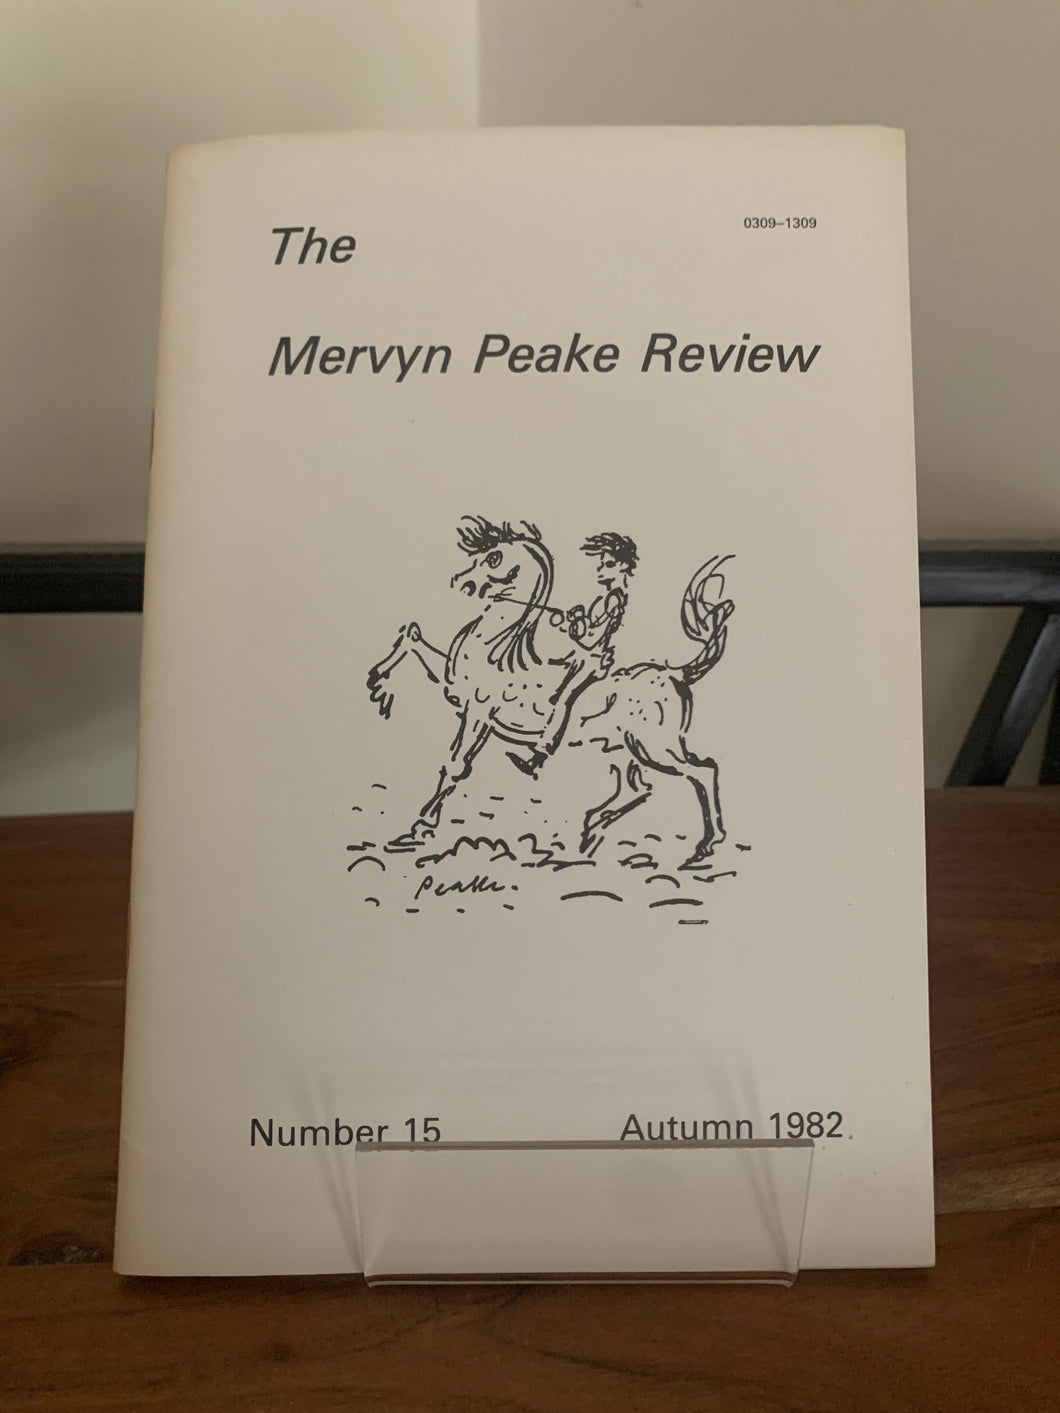 The
0309–1309
Mervyn Peake Review
Peake.
Number 15
Autumn 1982.